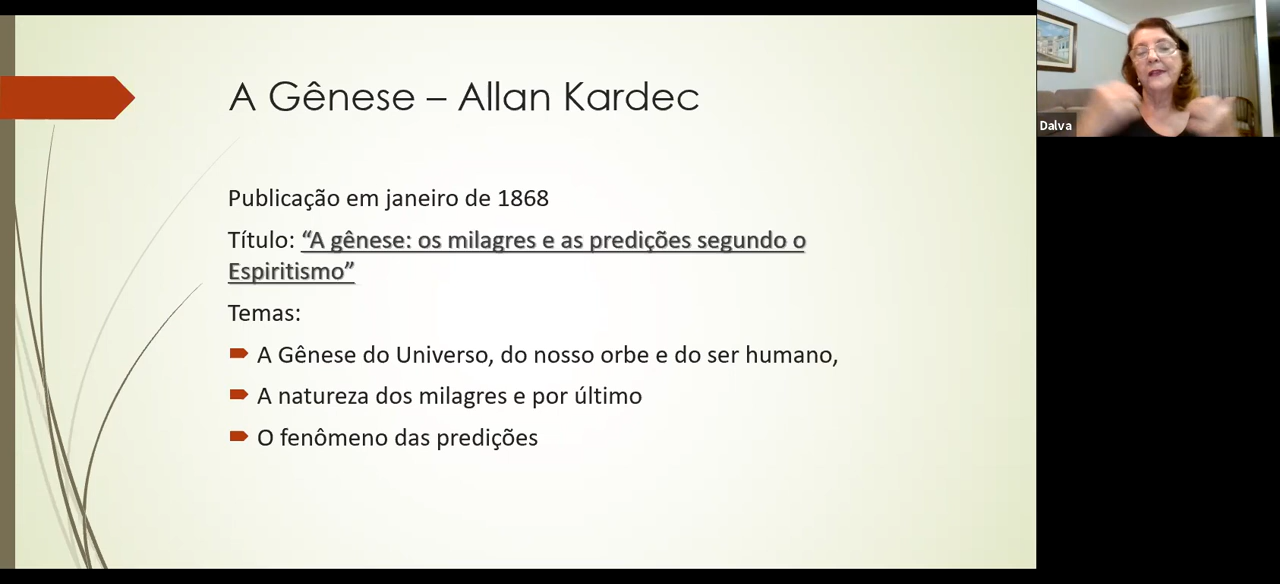 A Gênese – Allan Kardec
Publicação em janeiro de 1868
Título: “A gênese: os milagres e as predições segundo o
Espiritismo”
Temas:
A Gênese do Universo, do nosso orbe e do ser humano,
A natureza dos milagres e por último
O fenômeno das predições
Dalva